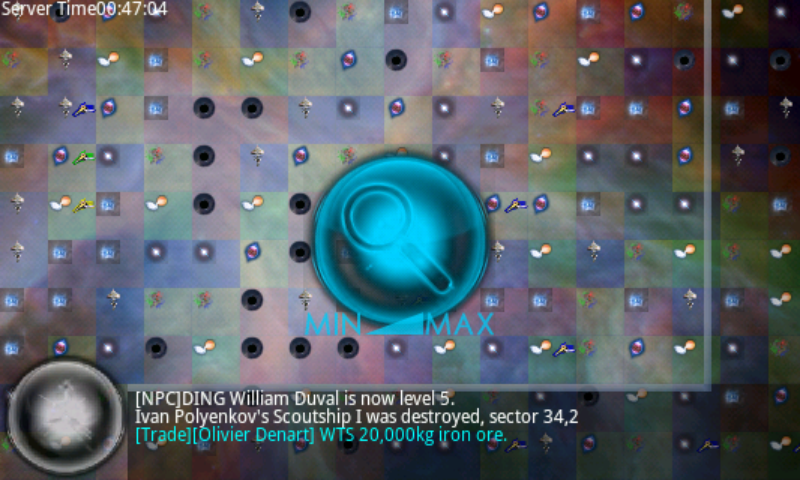 Server Time00:47:04
MIN MAX
[NPC]DING William Duval is now level 5.
Ivan Polyenkov's Scoutship I was destroyed, sector 34,2
[Trade][Olivier Denart] WTS 20,000kg iron ore.